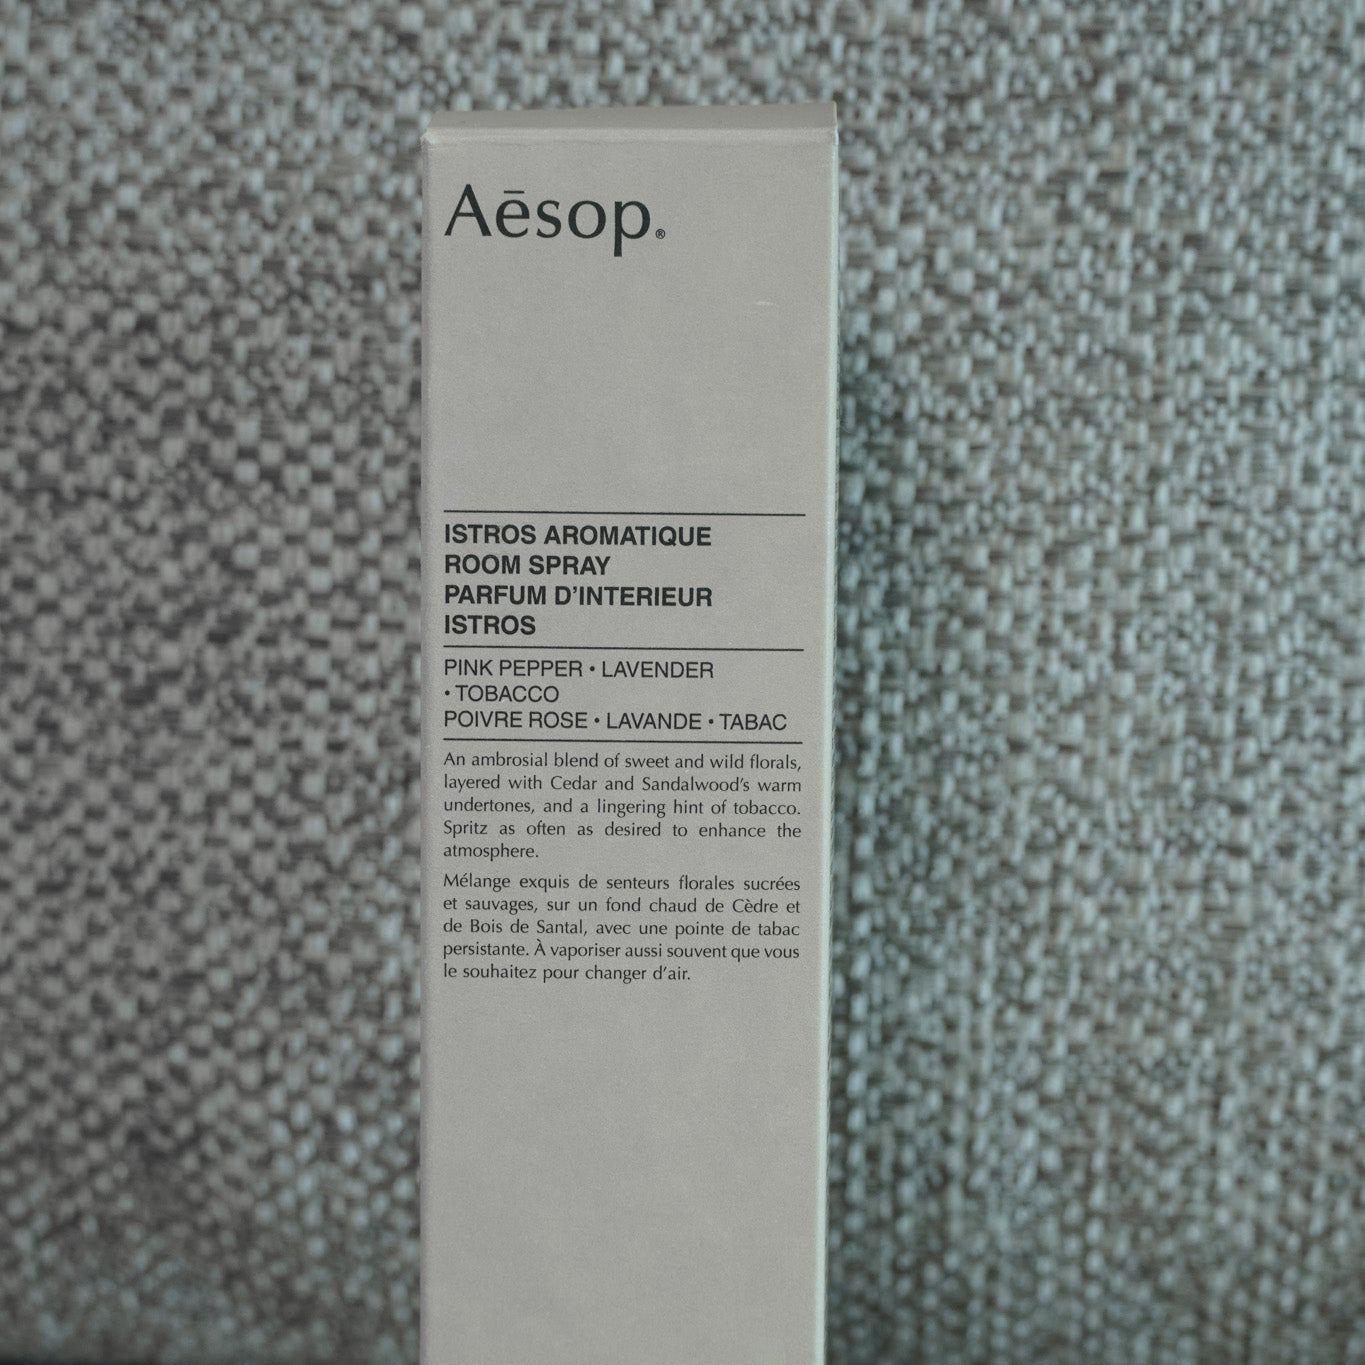 Aēsop®
ISTROS AROMATIQUE
ROOM SPRAY
PARFUM D'INTERIEUR
ISTROS
PINK PEPPER • LAVENDER
• TOBACCO
POIVRE ROSE • LAVANDE • TABAC
An ambrosial blend of sweet and wild florals,
layered with Cedar and Sandalwood's warm
undertones, and a lingering hint of tobacco.
Spritz as often as desired to enhance the
atmosphere.
Mélange exquis de senteurs florales sucrées
et sauvages, sur un fond chaud de Cèdre et
de Bois de Santal, avec une pointe de tabac
persistante. À vaporiser aussi souvent que vous
le souhaitez pour changer d'air.